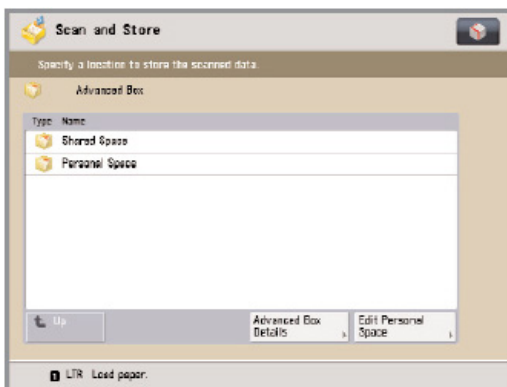 Scan and Store
Specify a location to store the scanned data.
Advanced Box
Type Name
Shared Space
Personal Space
Up
Advanced Box
Details
Edit Personal
Space
1 LTR Load paper.